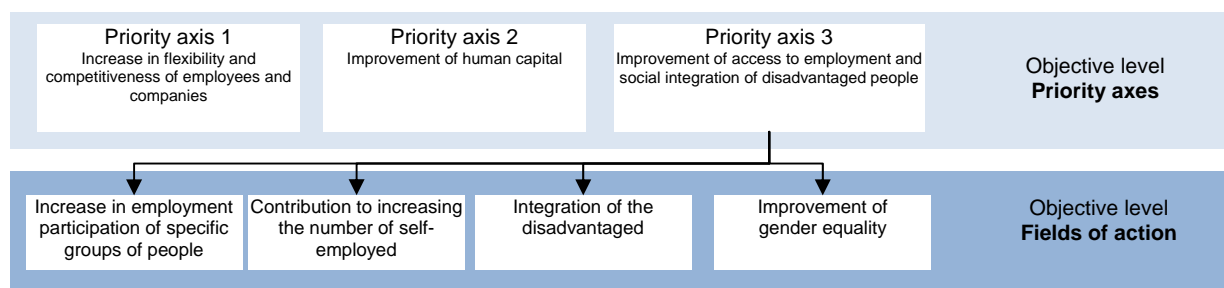 Priority axis 1
Increase in flexibility and
competitiveness of employees and
companies
Priority axis 2
Improvement of human capital
Priority axis 3
Improvement of access to employment and
social integration of disadvantaged people
Objective level
Priority axes
Increase in employment
participation of specific
groups of people
Contribution to increasing
the number of self-
employed
Integration of the
disadvantaged
Improvement of
gender equality
Objective level
Fields of action